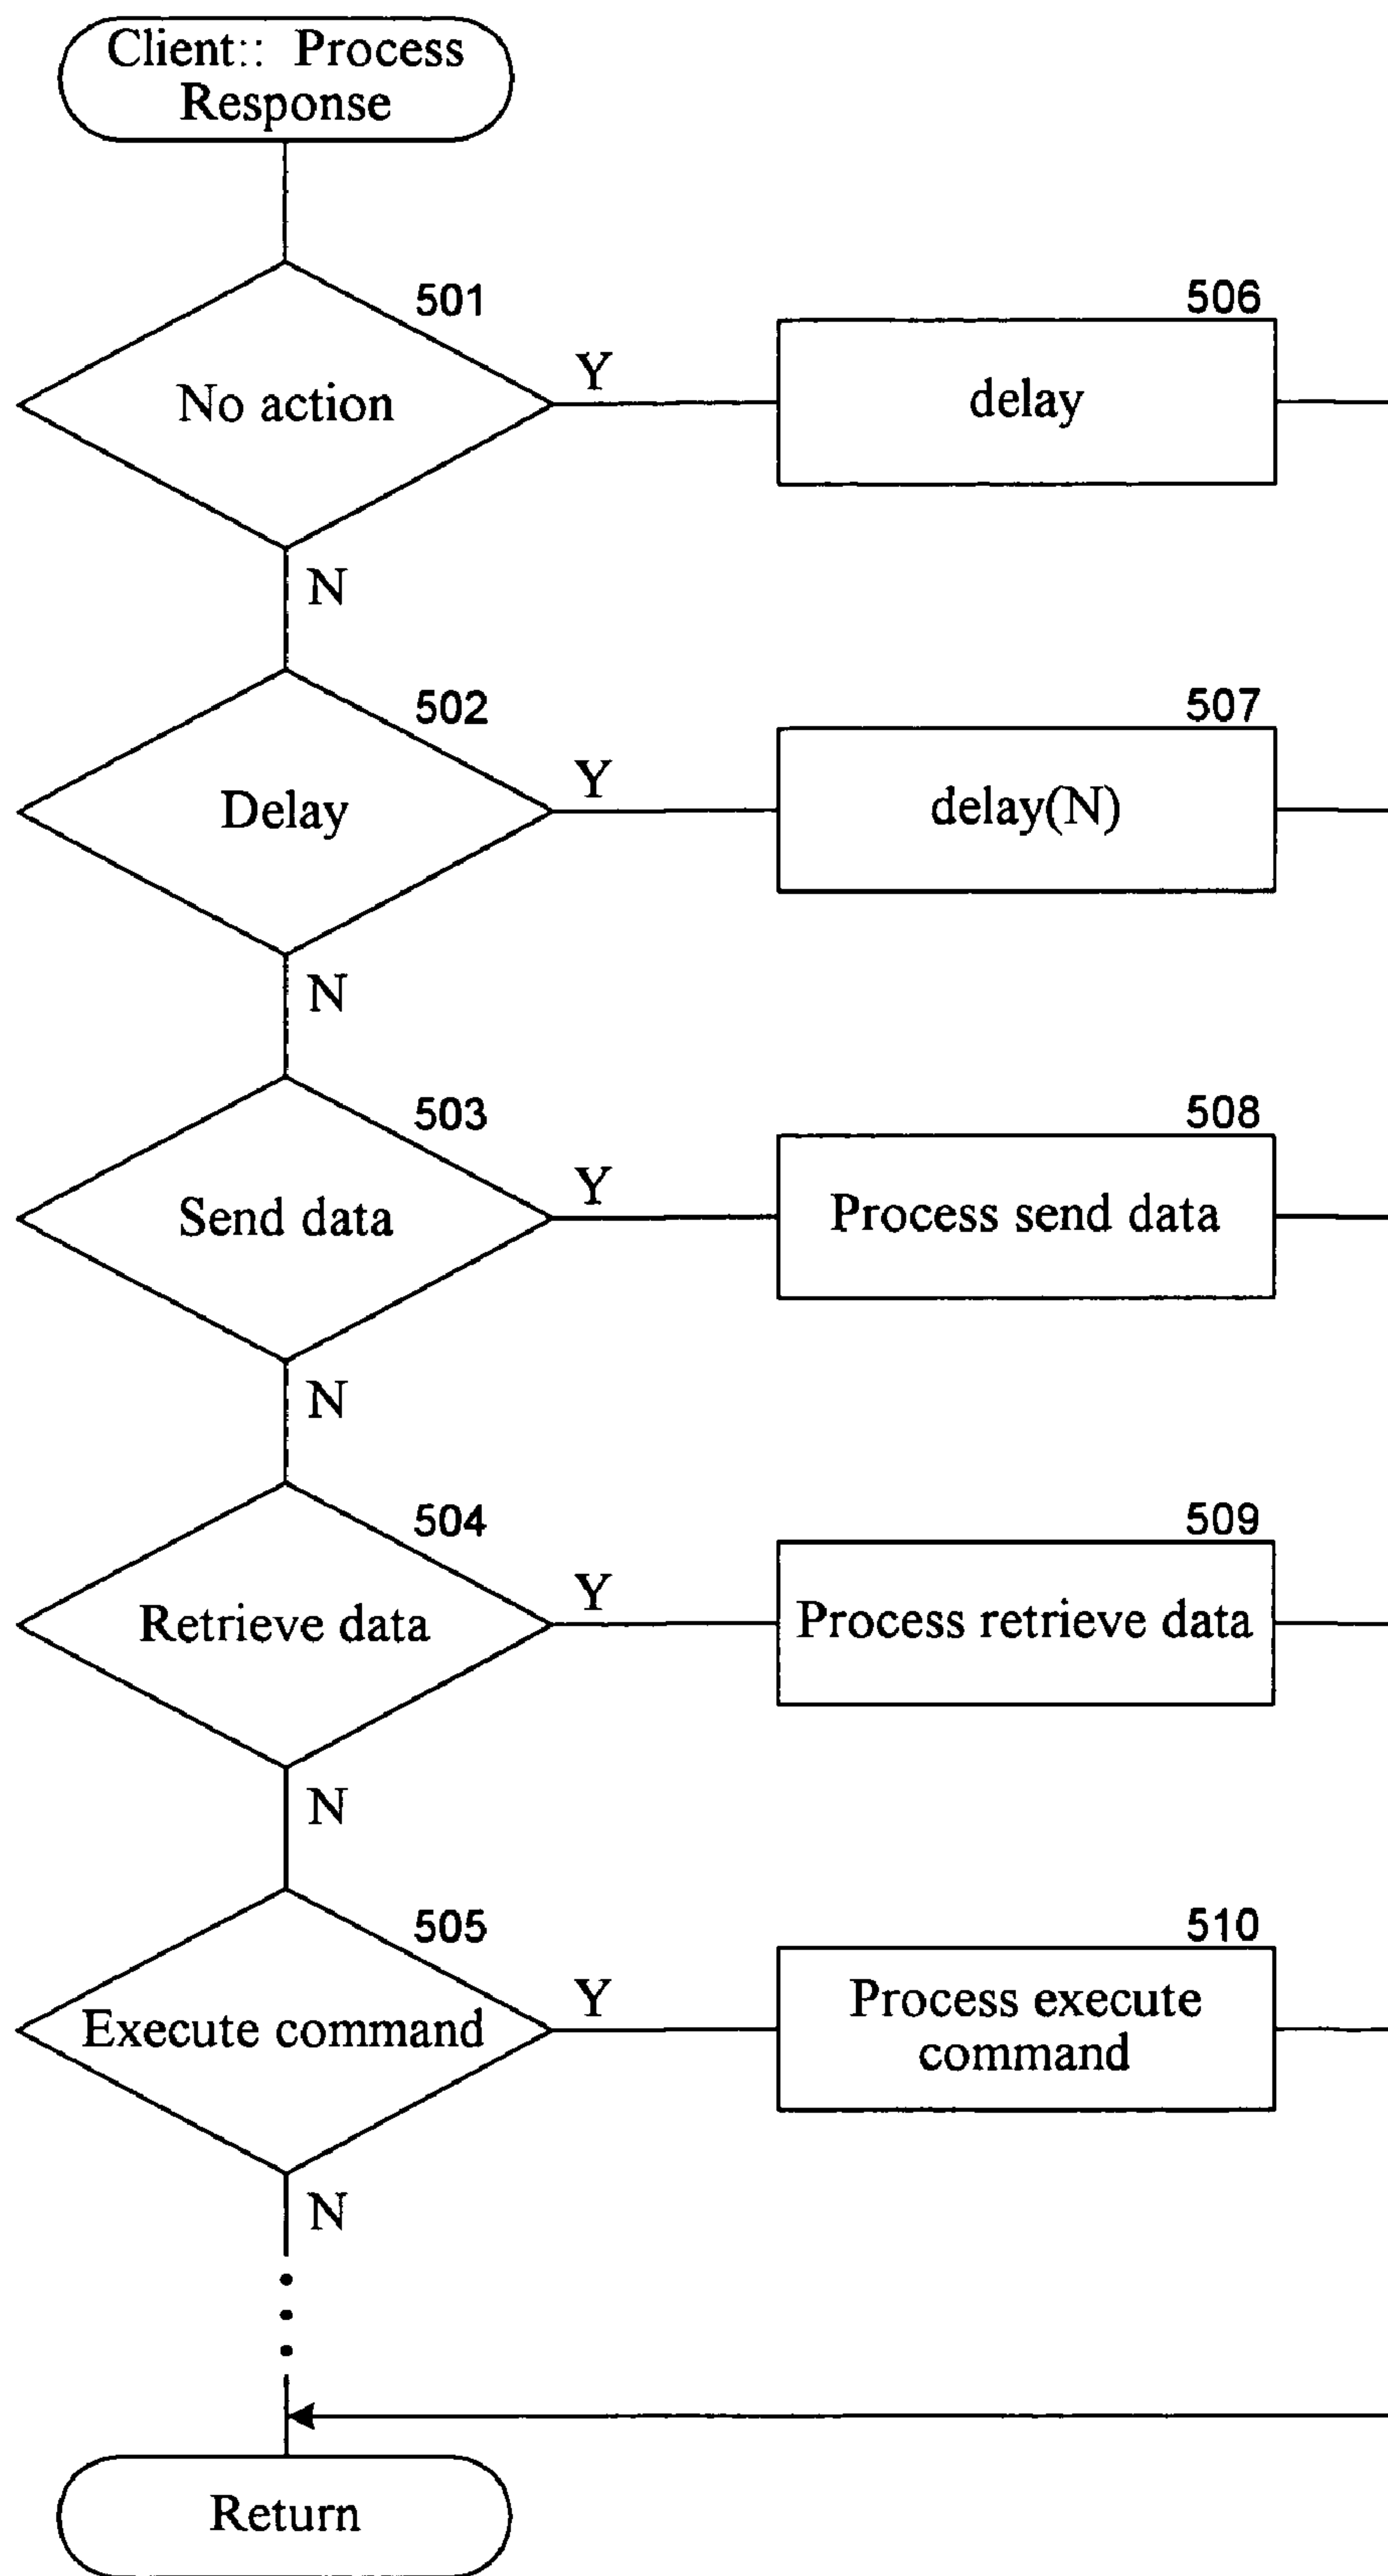 Client:: Process
Response
501
No action
Y
506
delay
N
502
Delay
Y
507
delay(N)
N
503
Send data
Y
508
Process send data
N
504
Retrieve data
Y
509
Process retrieve data
N
505
Execute command
Y
510
Process execute
command
N
Return